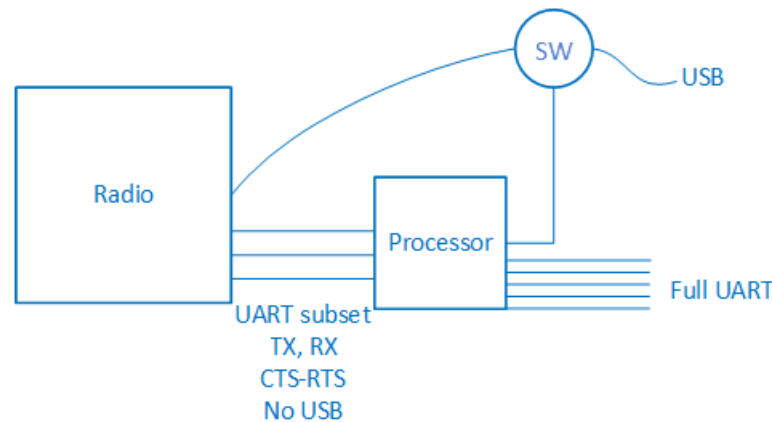 SW
USB
Radio
Processor
Full UART
UART subset
TX, RX
CTS-RTS
No USB